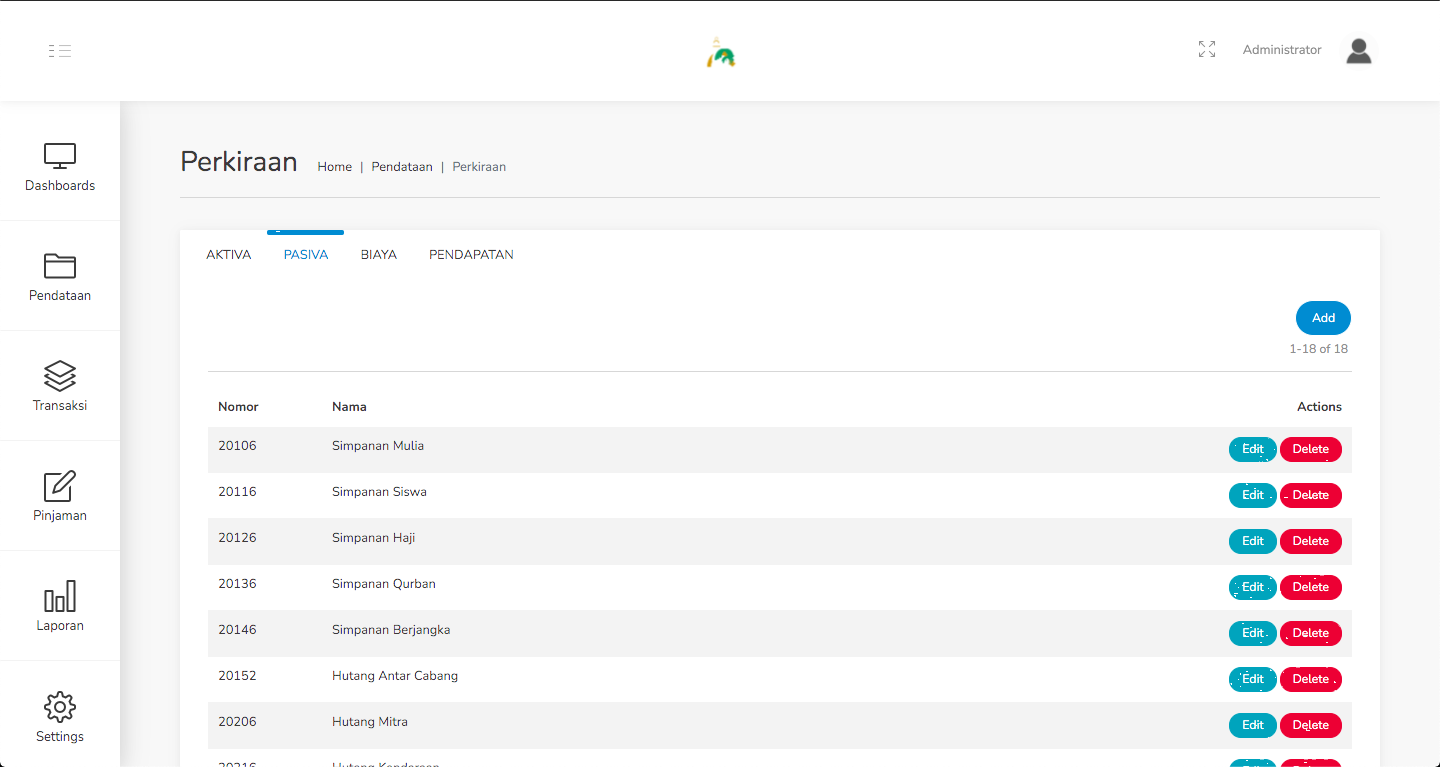 Administrator
Dashboards
Pendataan
Transaksi
Pinjaman
Laporan
Settings
Perkiraan Home | Pendataan | Perkiraan
AKTIVA PASIVA BIAYA PENDAPATAN
Add
1-18 of 18
Nomor Nama Actions
20106 Simpanan Mulia Edit Delete
20116 Simpanan Siswa Edit Delete
20126 Simpanan Haji Edit Delete
20136 Simpanan Qurban Edit Delete
20146 Simpanan Berjangka Edit Delete
20152 Hutang Antar Cabang Edit Delete
20206 Hutang Mitra Edit Delete